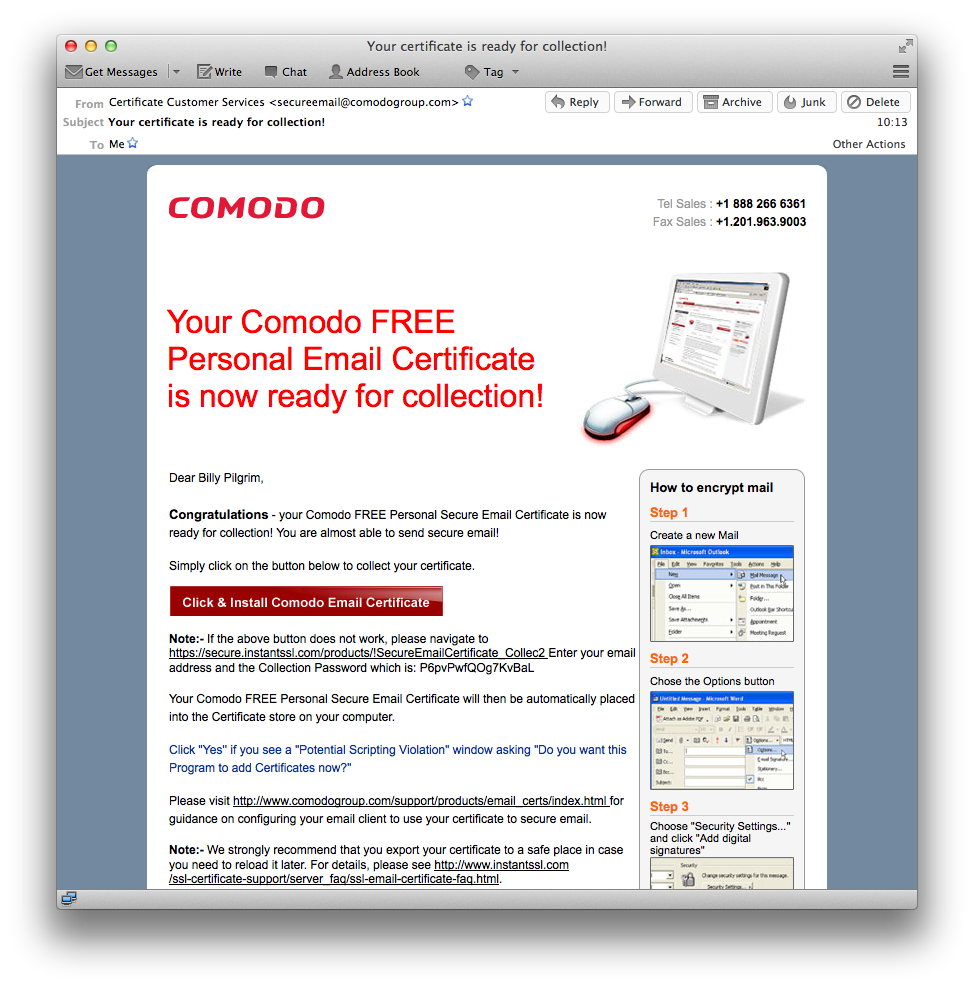 Your certificate is ready for collection!
Get Messages Write Chat Address Book Tag
From Certificate Customer Services <secureemail@comodogroup.com> Reply Forward Archive Junk Delete
Subject Your certificate is ready for collection! 10:13
To Me Other Actions
COMODO
Tel Sales : +1 888 266 6361
Fax Sales : +1.201.963.9003
Your Comodo FREE
Personal Email Certificate
is now ready for collection!
Dear Billy Pilgrim,
Congratulations - your Comodo FREE Personal Secure Email Certificate is now
ready for collection! You are almost able to send secure email!
Simply click on the button below to collect your certificate.
Click & Install Comodo Email Certificate
Note:- If the above button does not work, please navigate to
https://secure.instantssl.com/products/!SecureEmailCertificate_Collec2 Enter your email
address and the Collection Password which is: P6pvPwfQOg7KvBaL
Your Comodo FREE Personal Secure Email Certificate will then be automatically placed
into the Certificate store on your computer.
Click "Yes" if you see a "Potential Scripting Violation" window asking "Do you want this
Program to add Certificates now?"
Please visit http://www.comodogroup.com/support/products/email_certs/index.html for
guidance on configuring your email client to use your certificate to secure email.
Note:- We strongly recommend that you export your certificate to a safe place in case
you need to reload it later. For details, please see http://www.instantssl.com
/ssl-certificate-support/server_faq/ssl-email-certificate-faq.html.
How to encrypt mail
Step 1
Create a new Mail
Inbox - Microsoft Outlook
File Edit View Favorites Tools Actions Help
New Mail Message
Open Post in This Folder
Close All Items Folder...
Save As... Outlook Bar Shortcu
Save Attachments Appointment
Folder Meeting Request
Step 2
Chose the Options button
Untitled Message - Microsoft Word
File Edit View Insert Format Tools Table Window
Attach as Adobe PDF
Send Options... HTM
To... Options...
Cc... E-mail Signature...
Bcc... Stationery...
Subject: Bcc
Step 3
Choose "Security Settings..."
and click "Add digital
signatures"
Security
Change security settings for this message.
Security Settings...